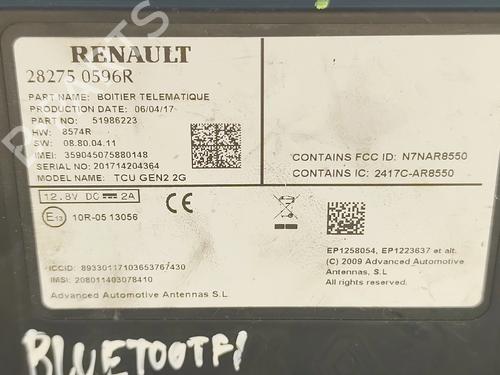 RENAULT
28275 0596R
PART NAME: BOITIER TELEMATIQUE
PRODUCTION DATE: 06/04/17
PART NO: 51986223
HW: 8574R
SW: 08.80.04.11
IMEI: 359045075880148
SERIAL NO: 201714204364
MODEL NAME: TCU GEN2 2G
CONTAINS FCC ID: N7NAR8550
CONTAINS IC: 2417C-AR8550
12.8V DC 2A
CE
E13 10R-05 13056
ICCID: 89330117103653767430
IMSI: 208011403078410
Advanced Automotive Antennas S.L
EP1258054, EP1223637 et alt.
(C) 2009 Advanced Automotive
Antennas, S.L
All rights reserved.
BLUETOOTH